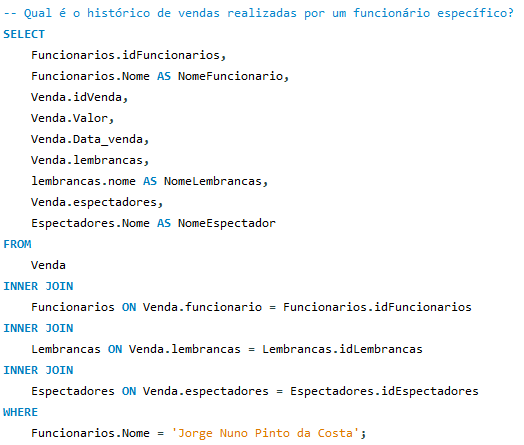 -- Qual é o histórico de vendas realizadas por um funcionário específico?
SELECT
Funcionarios.idFuncionarios,
Funcionarios.Nome AS NomeFuncionario,
Venda.idVenda,
Venda.Valor,
Venda.Data_venda,
Venda.lembrancas,
lembrancas.nome AS NomeLembrancas,
Venda.espectadores,
Espectadores.Nome AS NomeEspectador
FROM
Venda
INNER JOIN
Funcionarios ON Venda.funcionario = Funcionarios.idFuncionarios
INNER JOIN
Lembrancas ON Venda.lembrancas = Lembrancas.idLembrancas
INNER JOIN
Espectadores ON Venda.espectadores = Espectadores.idEspectadores
WHERE
Funcionarios.Nome = 'Jorge Nuno Pinto da Costa';